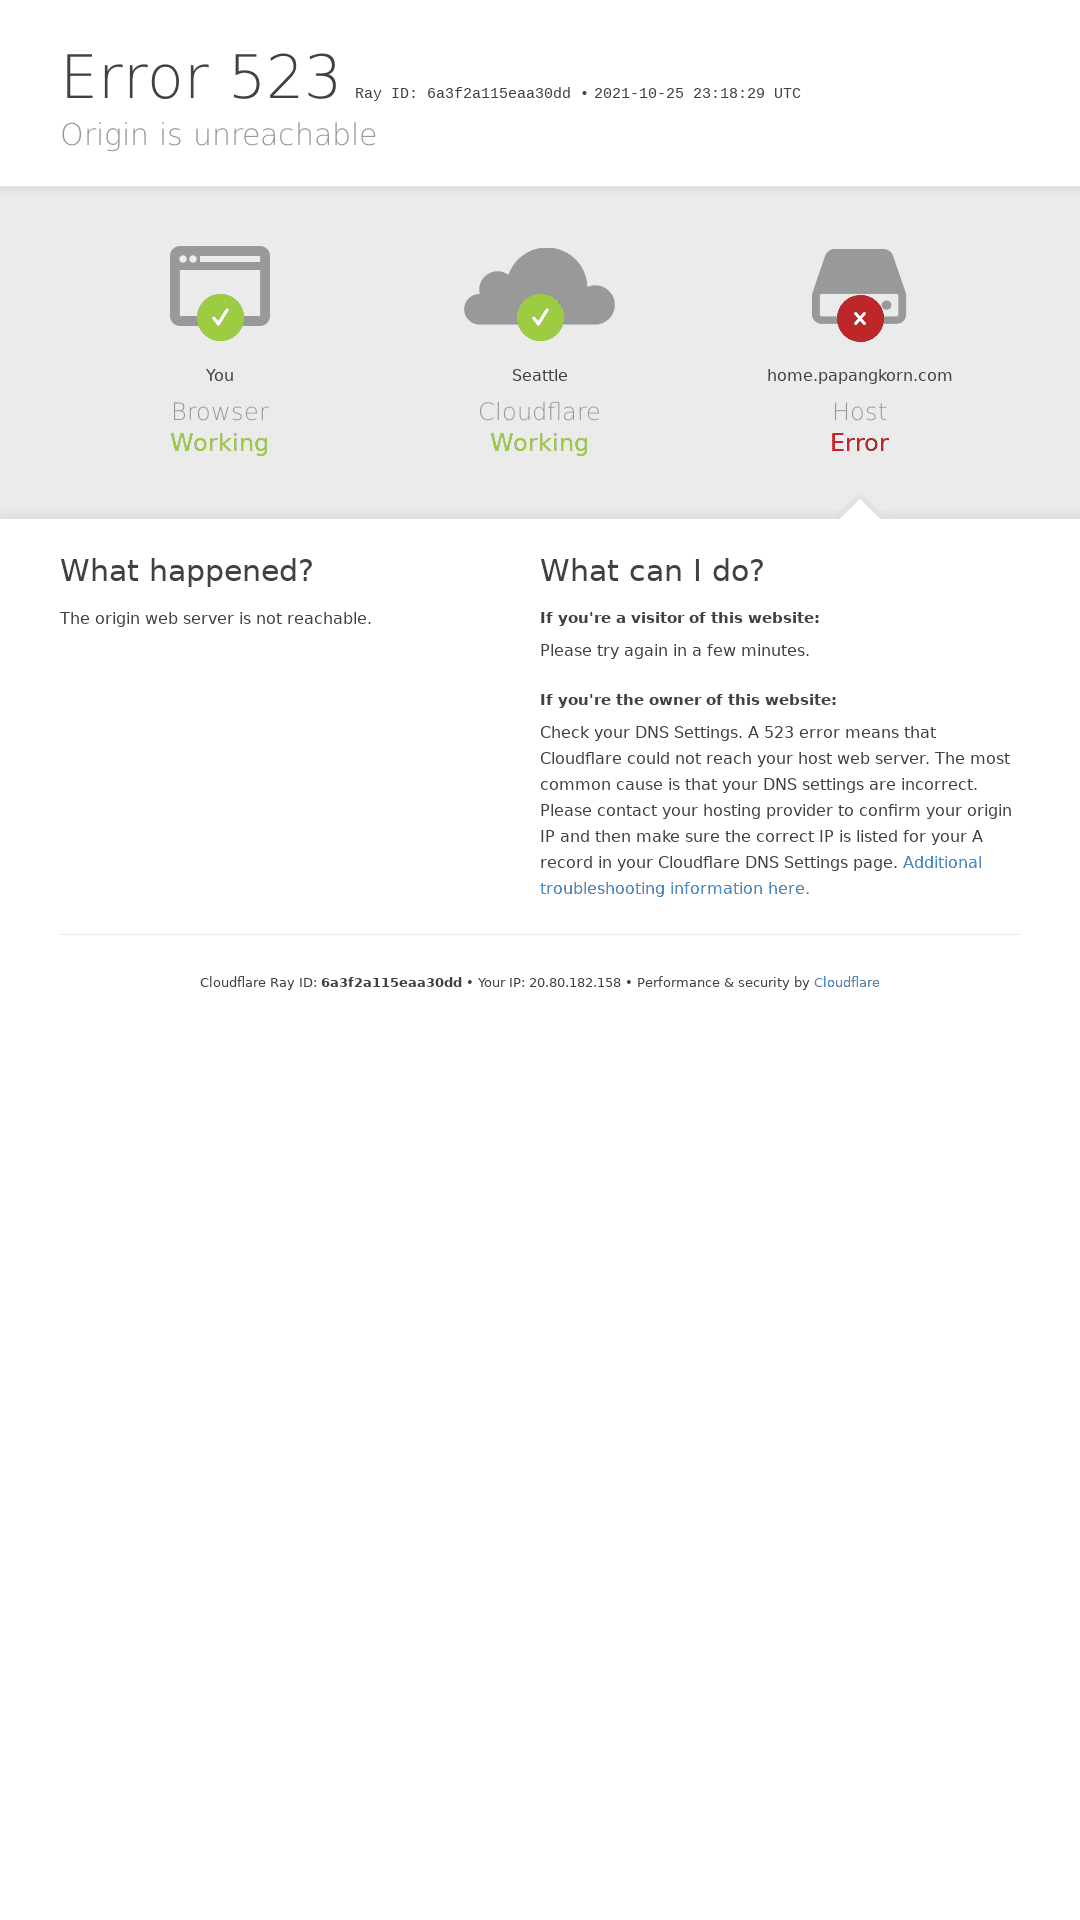 Error 523 Ray ID: 6a3f2a115eaa30dd • 2021-10-25 23:18:29 UTC
Origin is unreachable
You
Browser
Working
Seattle
Cloudflare
Working
home.papangkorn.com
Host
Error
What happened?
The origin web server is not reachable.
What can I do?
If you're a visitor of this website:
Please try again in a few minutes.
If you're the owner of this website:
Check your DNS Settings. A 523 error means that
Cloudflare could not reach your host web server. The most
common cause is that your DNS settings are incorrect.
Please contact your hosting provider to confirm your origin
IP and then make sure the correct IP is listed for your A
record in your Cloudflare DNS Settings page. Additional
troubleshooting information here.
Cloudflare Ray ID: 6a3f2a115eaa30dd • Your IP: 20.80.182.158 • Performance & security by Cloudflare